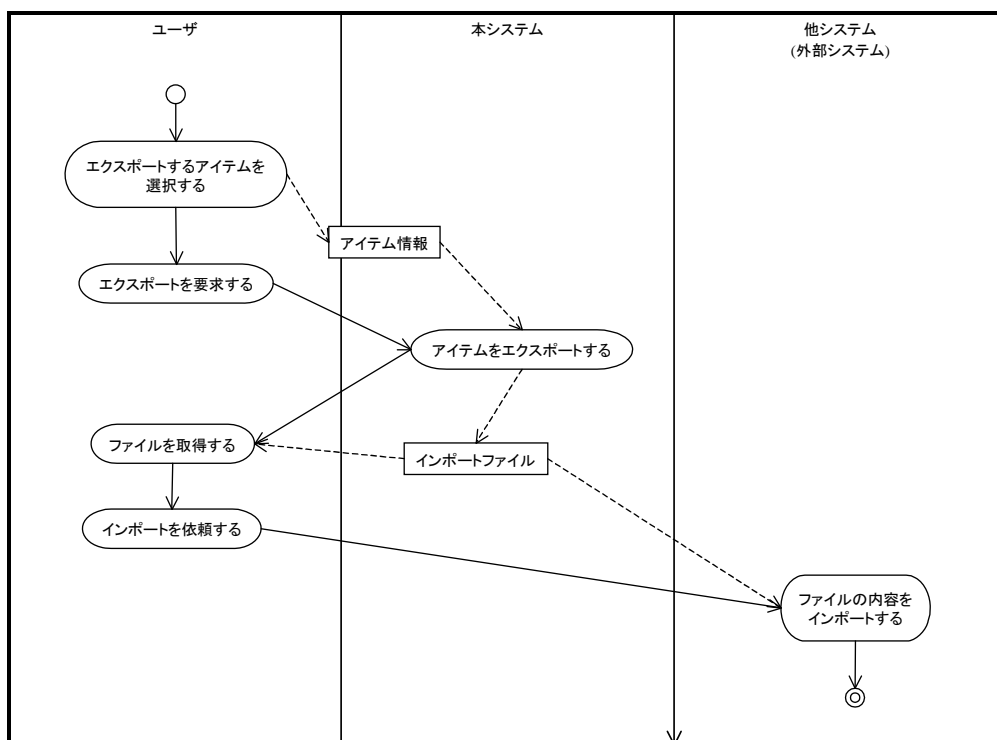 ユーザ
本システム
他システム
(外部システム)
エクスポートするアイテムを
選択する
アイテム情報
エクスポートを要求する
アイテムをエクスポートする
ファイルを取得する
インポートファイル
インポートを依頼する
ファイルの内容を
インポートする